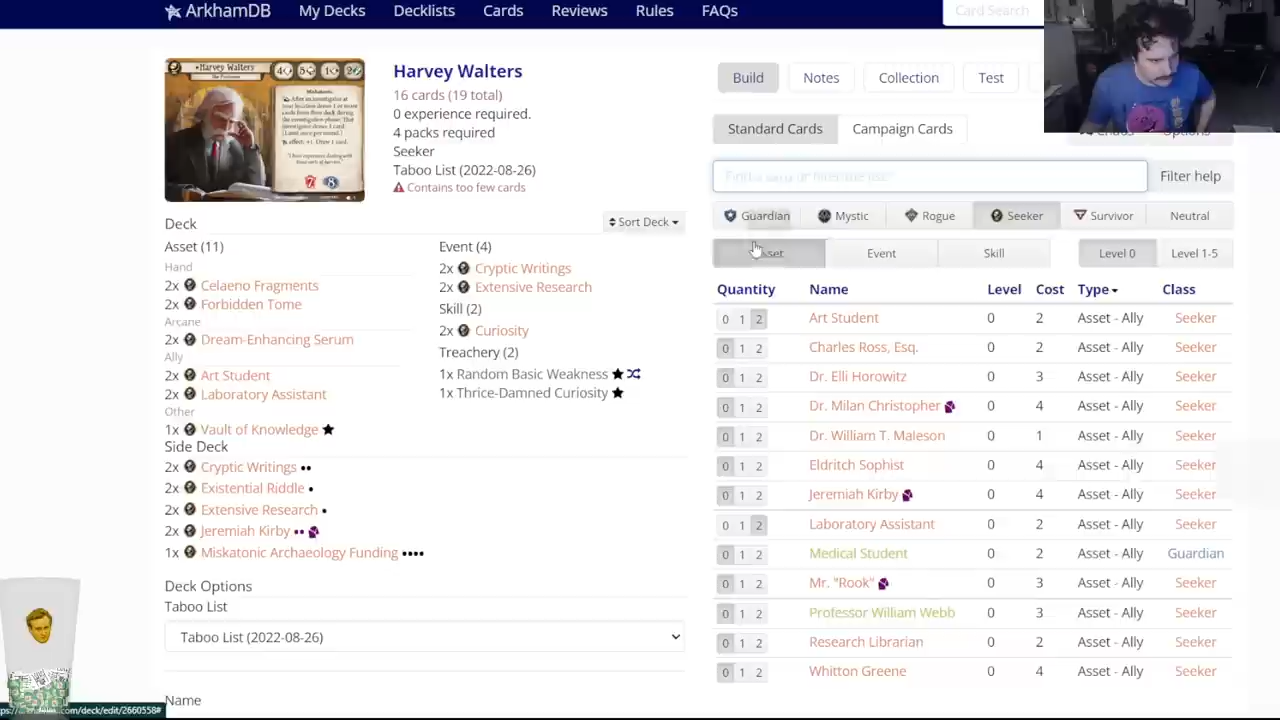 ArkhamDB My Decks Decklists Cards Reviews Rules FAQs Card Search
Harvey Walters
16 cards (19 total)
0 experience required.
4 packs required
Seeker
Taboo List (2022-08-26)
Contains too few cards
Deck
Sort Deck
Asset (11)
Hand
2x Celaeno Fragments
2x Forbidden Tome
Arcane
2x Dream-Enhancing Serum
Ally
2x Art Student
2x Laboratory Assistant
Other
1x Vault of Knowledge
Event (4)
2x Cryptic Writings
2x Extensive Research
Skill (2)
2x Curiosity
Treachery (2)
1x Random Basic Weakness
1x Thrice-Damned Curiosity
Side Deck
2x Cryptic Writings
2x Existential Riddle
2x Extensive Research
2x Jeremiah Kirby
1x Miskatonic Archaeology Funding
Deck Options
Taboo List
Taboo List (2022-08-26)
Name
Build Notes Collection Test
Standard Cards Campaign Cards
Options
Filter help
Guardian Mystic Rogue Seeker Survivor Neutral
Event Skill Level 0 Level 1-5
Quantity Name Level Cost Type Class
0 1 2 Art Student 0 2 Asset - Ally Seeker
0 1 2 Charles Ross, Esq. 0 2 Asset - Ally Seeker
0 1 2 Dr. Elli Horowitz 0 3 Asset - Ally Seeker
0 1 2 Dr. Milan Christopher 0 4 Asset - Ally Seeker
0 1 2 Dr. William T. Maleson 0 1 Asset - Ally Seeker
0 1 2 Eldritch Sophist 0 4 Asset - Ally Seeker
0 1 2 Jeremiah Kirby 0 4 Asset - Ally Seeker
0 1 2 Laboratory Assistant 0 2 Asset - Ally Seeker
0 1 2 Medical Student 0 2 Asset - Ally Guardian
0 1 2 Mr. "Rook" 0 3 Asset - Ally Seeker
0 1 2 Professor William Webb 0 3 Asset - Ally Seeker
0 1 2 Research Librarian 0 2 Asset - Ally Seeker
0 1 2 Whitton Greene 0 4 Asset - Ally Seeker